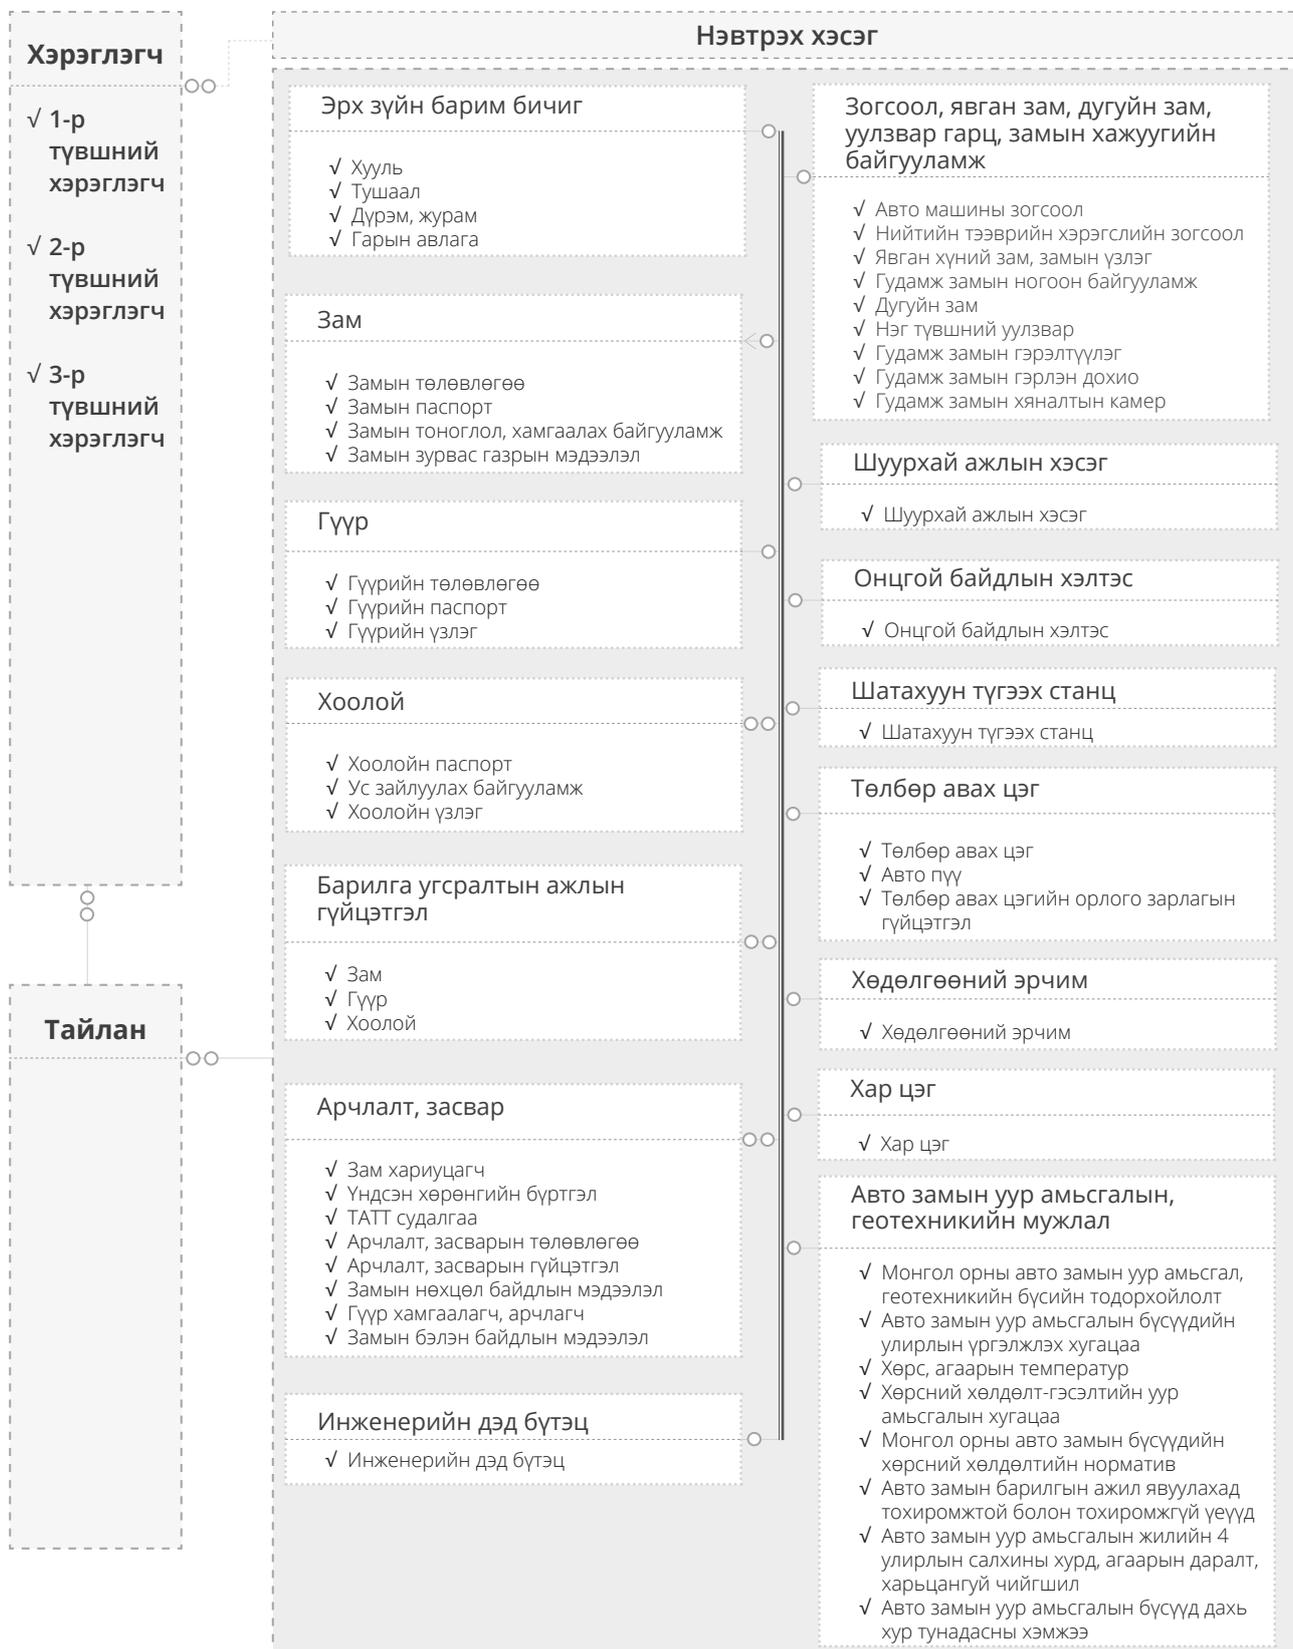 Хэрэглэгч
√ 1-р
түвшний
хэрэглэгч
√ 2-р
түвшний
хэрэглэгч
√ 3-р
түвшний
хэрэглэгч
Тайлан
Нэвтрэх хэсэг
Эрх зүйн барим бичиг
√ Хууль
√ Тушаал
√ Дүрэм, журам
√ Гарын авлага
Зам
√ Замын төлөвлөгөө
√ Замын паспорт
√ Замын тоноглол, хамгаалах байгууламж
√ Замын зурвас газрын мэдээлэл
Гүүр
√ Гүүрийн төлөвлөгөө
√ Гүүрийн паспорт
√ Гүүрийн үзлэг
Хоолой
√ Хоолойн паспорт
√ Ус зайлуулах байгууламж
√ Хоолойн үзлэг
Барилга угсралтын ажлын
гүйцэтгэл
√ Зам
√ Гүүр
√ Хоолой
Арчлалт, засвар
√ Зам хариуцагч
√ Үндсэн хөрөнгийн бүртгэл
√ ТАТТ судалгаа
√ Арчлалт, засварын төлөвлөгөө
√ Арчлалт, засварын гүйцэтгэл
√ Замын нөхцөл байдлын мэдээлэл
√ Гүүр хамгаалагч, арчлагч
√ Замын бэлэн байдлын мэдээлэл
Инженерийн дэд бүтэц
√ Инженерийн дэд бүтэц
Зогсоол, явган зам, дугуйн зам,
уулзвар гарц, замын хажуугийн
байгууламж
√ Авто машины зогсоол
√ Нийтийн тээврийн хэрэгслийн зогсоол
√ Явган хүний зам, замын үзлэг
√ Гудамж замын ногоон байгууламж
√ Дугуйн зам
√ Нэг түвшний уулзвар
√ Гудамж замын гэрэлтүүлэг
√ Гудамж замын гэрлэн дохио
√ Гудамж замын хяналтын камер
Шуурхай ажлын хэсэг
√ Шуурхай ажлын хэсэг
Онцгой байдлын хэлтэс
√ Онцгой байдлын хэлтэс
Шатахуун түгээх станц
√ Шатахуун түгээх станц
Төлбөр авах цэг
√ Төлбөр авах цэг
√ Авто пүү
√ Төлбөр авах цэгийн орлого зарлагын
гүйцэтгэл
Хөдөлгөөний эрчим
√ Хөдөлгөөний эрчим
Хар цэг
√ Хар цэг
Авто замын уур амьсгалын,
геотехникийн мужлал
√ Монгол орны авто замын уур амьсгал,
геотехникийн бүсийн тодорхойлолт
√ Авто замын уур амьсгалын бүсүүдийн
улирлын үргэлжлэх хугацаа
√ Хөрс, агаарын температур
√ Хөрсний хөлдөлт-гэсэлтийн уур
амьсгалын хугацаа
√ Монгол орны авто замын бүсүүдийн
хөрсний хөлдөлтийн норматив
√ Авто замын барилгын ажил явуулахад
тохиромжтой болон тохиромжгүй үеүүд
√ Авто замын уур амьсгалын жилийн 4
улирлын салхины хурд, агаарын даралт,
харьцангуй чийгшил
√ Авто замын уур амьсгалын бүсүүд дахь
хур тунадасны хэмжээ